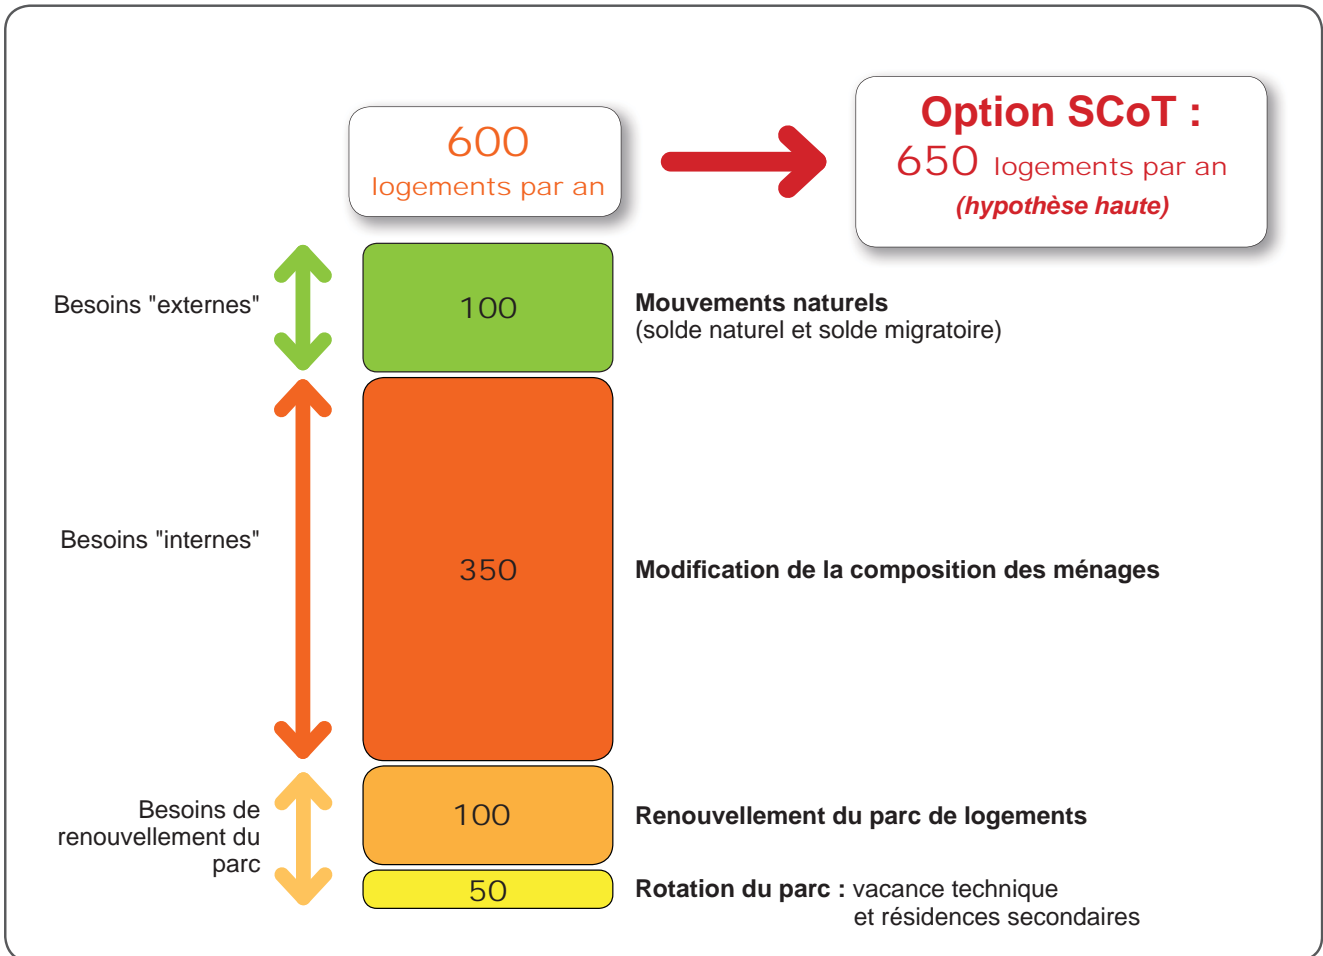 600
logements par an
Option SCoT :
650 logements par an
(hypothèse haute)
Besoins "externes"
100
Mouvements naturels
(solde naturel et solde migratoire)
Besoins "internes"
350
Modification de la composition des ménages
Besoins de
renouvellement du
parc
100
Renouvellement du parc de logements
50
Rotation du parc : vacance technique
et résidences secondaires